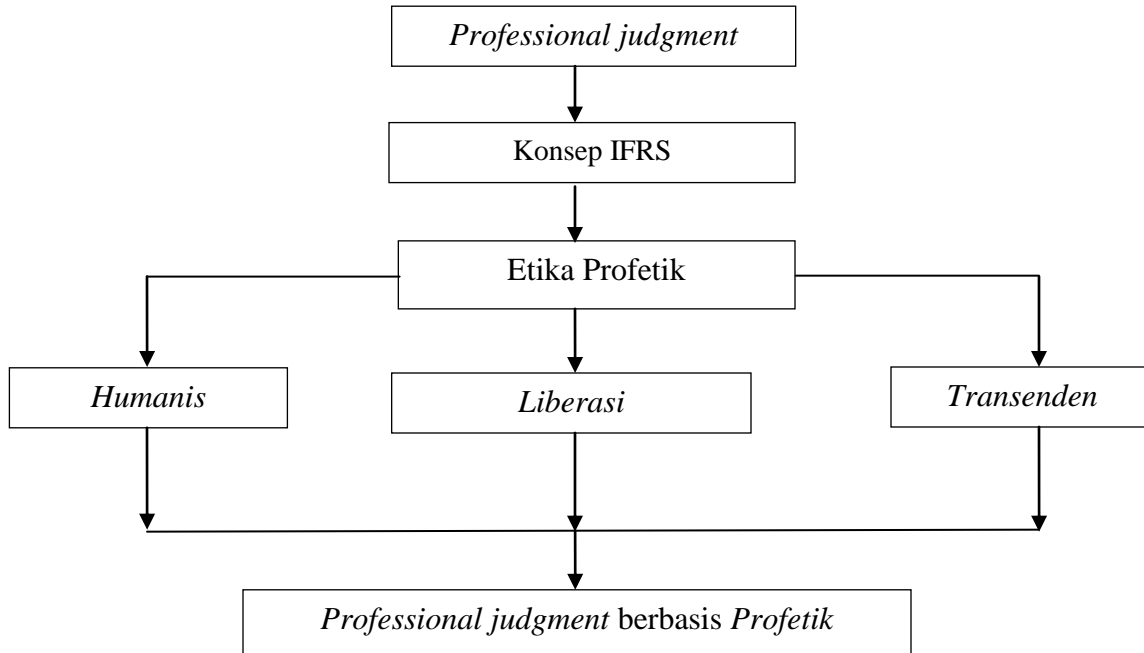 Professional judgment
Konsep IFRS
Etika Profetik
Humanis
Liberasi
Transenden
Professional judgment berbasis Profetik